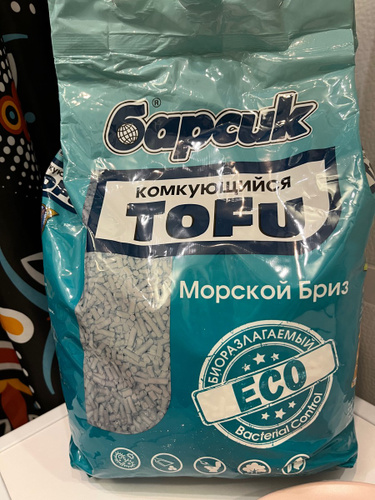 барсик®
КОМКУЮЩИЙСЯ
TOFU
Морской Бриз
БИОРАЗЛАГАЕМЫЙ
ECO
Bacterial Control